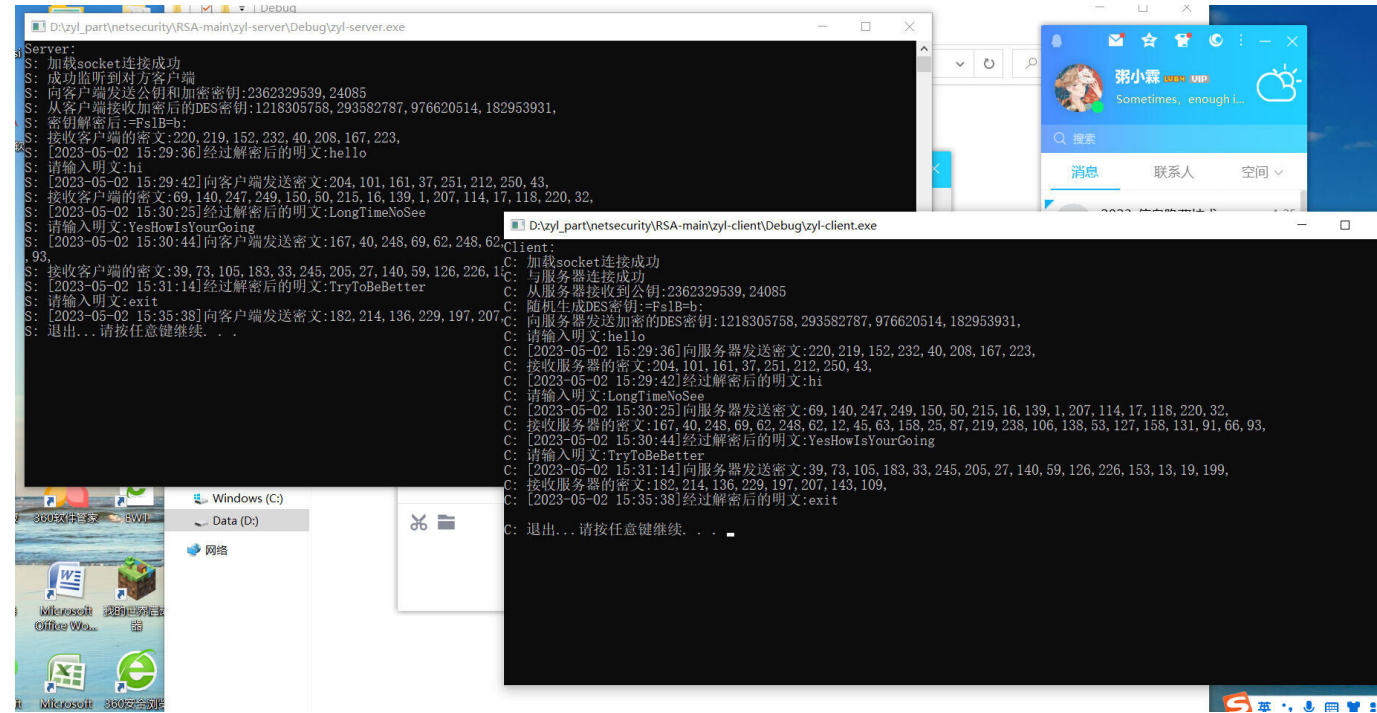 Debug
D:\zyl_part\netsecurity\RSA-main\zyl-server\Debug\zyl-server.exe
Server:
S: 加载socket连接成功
S: 成功监听到对方客户端
S: 向客户端发送公钥和加密密钥:2362329539,24085
S: 从客户端接收加密后的DES密钥:1218305758,293582787,976620514,182953931,
S: 密钥解密后:=FslB=b:
S: 接收客户端的密文:220,219,152,232,40,208,167,223,
S: [2023-05-02 15:29:36]经过解密后的明文:hello
S: 请输入明文:hi
S: [2023-05-02 15:29:42]向客户端发送密文:204,101,161,37,251,212,250,43,
S: 接收客户端的密文:69,140,247,249,150,50,215,16,139,1,207,114,17,118,220,32,
S: [2023-05-02 15:30:25]经过解密后的明文:LongTimeNoSee
S: 请输入明文:YesHowIsYourGoing
S: [2023-05-02 15:30:44]向客户端发送密文:167,40,248,69,62,248,62,
,93,
S: 接收客户端的密文:39,73,105,183,33,245,205,27,140,59,126,226,15
S: [2023-05-02 15:31:14]经过解密后的明文:TryToBeBetter
S: 请输入明文:exit
S: [2023-05-02 15:35:38]向客户端发送密文:182,214,136,229,197,207,
S: 退出...请按任意键继续. . .
粥小霖 VIP
Sometimes, enough i...
搜索
消息 联系人 空间
D:\zyl_part\netsecurity\RSA-main\zyl-client\Debug\zyl-client.exe
Client:
C: 加载socket连接成功
C: 与服务器连接成功
C: 从服务器接收到公钥:2362329539,24085
C: 随机生成DES密钥:=FslB=b:
C: 向服务器发送加密的DES密钥:1218305758,293582787,976620514,182953931,
C: 请输入明文:hello
C: [2023-05-02 15:29:36]向服务器发送密文:220,219,152,232,40,208,167,223,
C: 接收服务器的密文:204,101,161,37,251,212,250,43,
C: [2023-05-02 15:29:42]经过解密后的明文:hi
C: 请输入明文:LongTimeNoSee
C: [2023-05-02 15:30:25]向服务器发送密文:69,140,247,249,150,50,215,16,139,1,207,114,17,118,220,32,
C: 接收服务器的密文:167,40,248,69,62,248,62,12,45,63,158,25,87,219,238,106,138,53,127,158,131,91,66,93,
C: [2023-05-02 15:30:44]经过解密后的明文:YesHowIsYourGoing
C: 请输入明文:TryToBeBetter
C: [2023-05-02 15:31:14]向服务器发送密文:39,73,105,183,33,245,205,27,140,59,126,226,153,13,19,199,
C: 接收服务器的密文:182,214,136,229,197,207,143,109,
C: [2023-05-02 15:35:38]经过解密后的明文:exit
C: 退出...请按任意键继续. . .
Windows (C:)
Data (D:)
网络
360软件管家
EWT
Microsoft Office Wo...
我的世界启动器
Microsoft
360安全浏览
英